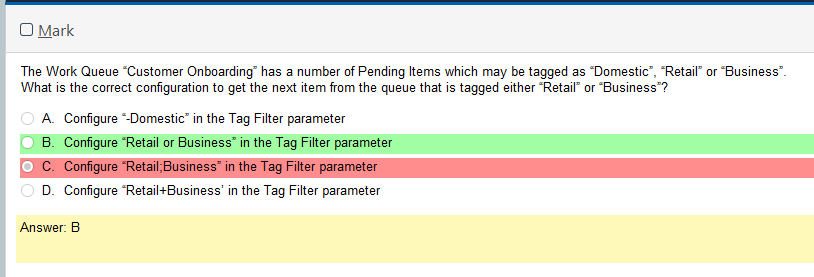 Mark
The Work Queue “Customer Onboarding” has a number of Pending Items which may be tagged as “Domestic”, “Retail” or “Business”.
What is the correct configuration to get the next item from the queue that is tagged either “Retail” or “Business”?
A. Configure “-Domestic” in the Tag Filter parameter
B. Configure “Retail or Business” in the Tag Filter parameter
C. Configure “Retail;Business” in the Tag Filter parameter
D. Configure “Retail+Business’ in the Tag Filter parameter
Answer: B